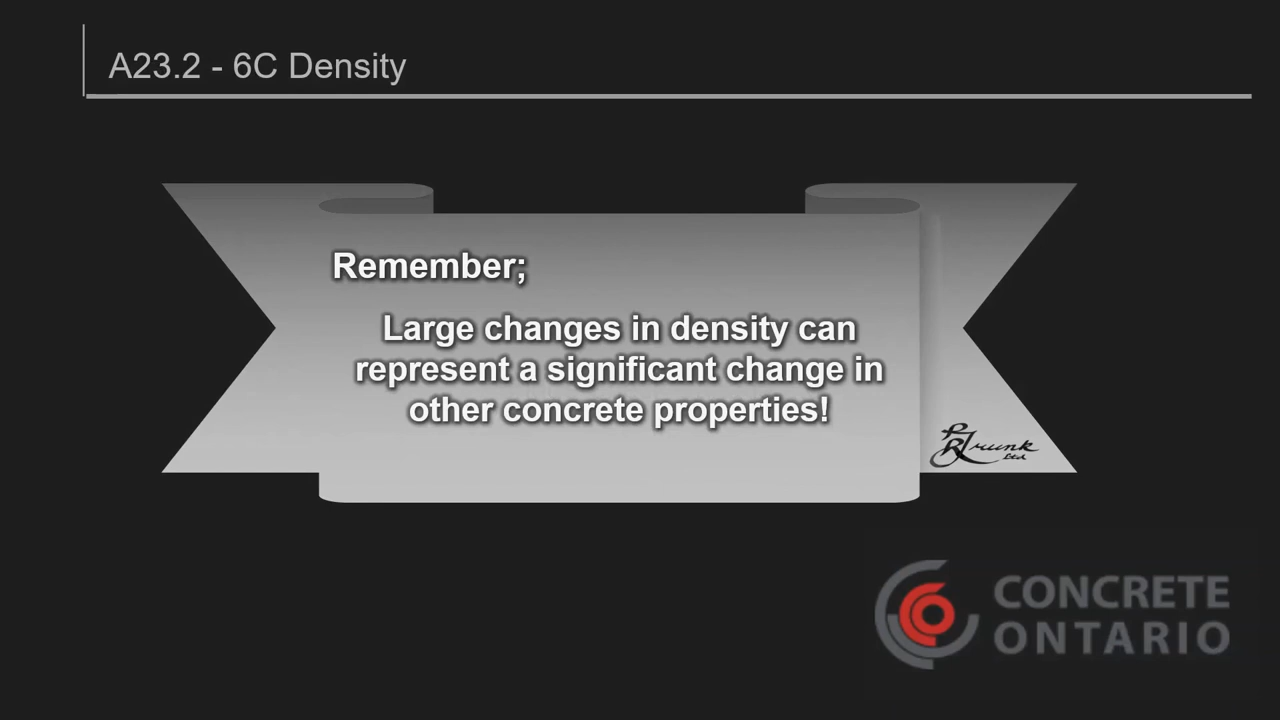 A23.2 - 6C Density
Remember;
Large changes in density can
represent a significant change in
other concrete properties!
Ltd
CONCRETE
ONTARIO